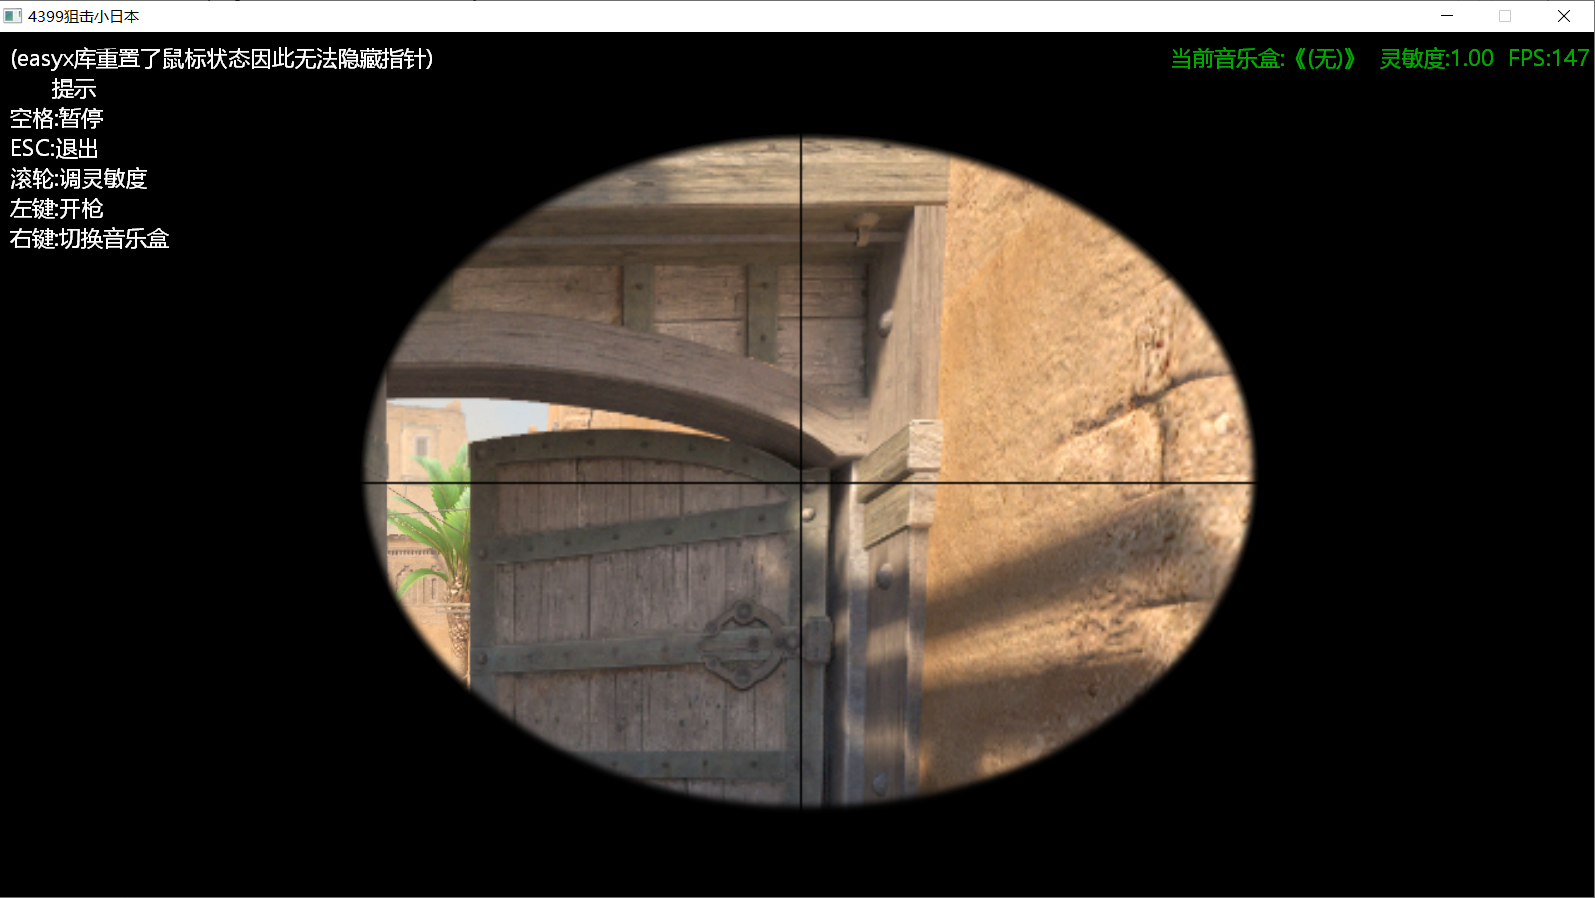 4399狙击小日本
(easyx库重置了鼠标状态因此无法隐藏指针)
当前音乐盒:《(无)》 灵敏度:1.00 FPS:147
提示
空格:暂停
ESC:退出
滚轮:调灵敏度
左键:开枪
右键:切换音乐盒